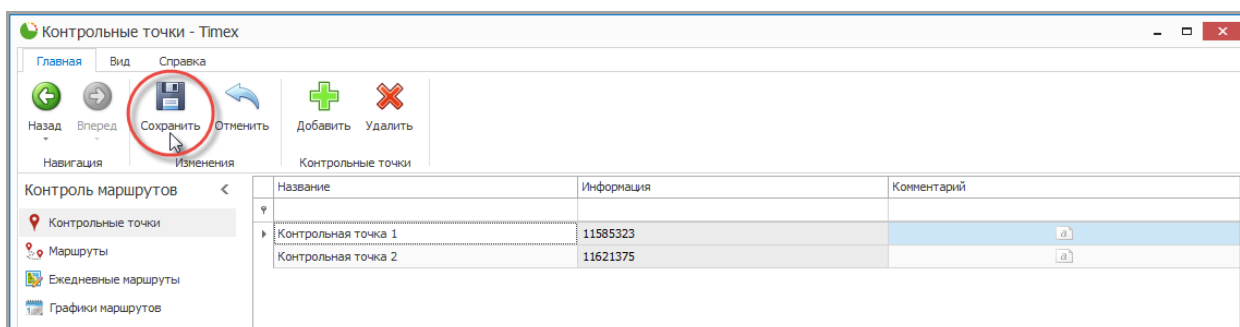 Контрольные точки - Timex
Главная Вид Справка
Назад Вперед Сохранить Отменить Добавить Удалить
Навигация Изменения Контрольные точки
Контроль маршрутов <
Название Информация Комментарий
Контрольные точки
Контрольная точка 1 11585323 a
Маршруты
Контрольная точка 2 11621375 a
Ежедневные маршруты
Графики маршрутов